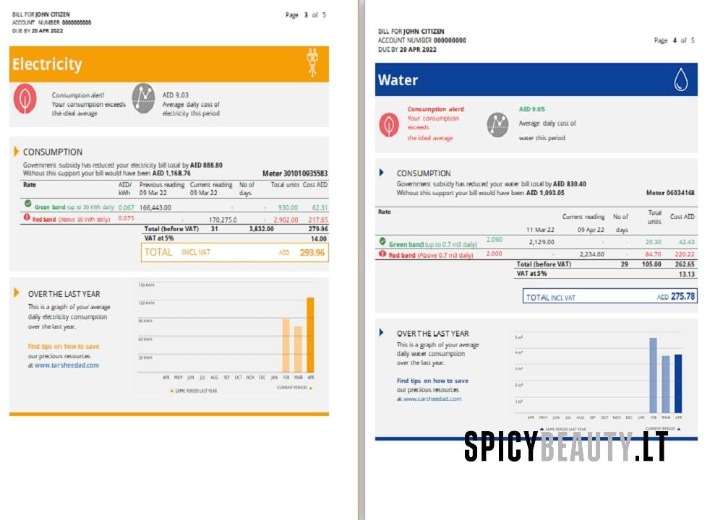 BILL FOR JOHN CITIZEN
ACCOUNT NUMBER 0000000000
DUE BY 20 APR 2022
Page 3 of 5
Electricity
Consumption alert!
Your consumption exceeds
the ideal average
AED 9.03
Average daily cost of
electricity this period
CONSUMPTION
Government subsidy has reduced your electricity bill total by AED 888.80
Without this support your bill would have been AED 1,168.76
Meter 301010935583
Rate AED/ kWh Previous reading 09 Mar 22 Current reading 09 Mar 22 No of days Total units Cost AED
Green band (up to 30 kWh daily) 0.067 166,443.00 - - 930.00 62.31
Red band (Above 30 kWh daily) 0.075 - 170,275.0 - 2,902.00 217.65
Total (before VAT) 31 3,832.00 279.96
VAT at 5% 14.00
TOTAL INCL VAT AED 293.96
OVER THE LAST YEAR
This is a graph of your average
daily electricity consumption
over the last year.
Find tips on how to save
our precious resources
at www.tarsheedad.com
APR MAY JUN JUL AUG SEP OCT NOV DEC JAN FEB MAR APR
SAME PERIOD LAST YEAR
CURRENT PERIOD
BILL FOR JOHN CITIZEN
ACCOUNT NUMBER 0000000000
DUE BY 20 APR 2022
Page 4 of 5
Water
Consumption alert!
Your consumption
exceeds
the ideal average
AED 9.05
Average daily cost of
water this period
CONSUMPTION
Government subsidy has reduced your water bill total by AED 830.40
Without this support your bill would have been AED 1,093.05
Meter 06034168
Rate Current reading No of Total units Cost AED
11 Mar 22 09 Apr 22 days
Green band (up to 0.7 m3 daily) 2.090 2,129.00 - - 20.30 42.43
Red band (Above 0.7 m3 daily) 2.600 - 2,234.00 - 84.70 220.22
Total (before VAT) 29 105.00 262.65
VAT at 5% 13.13
TOTAL INCL VAT AED 275.78
OVER THE LAST YEAR
This is a graph of your average
daily water consumption
over the last year.
Find tips on how to save
our precious resources
at www.tarsheedad.com
APR MAY JUN JUL AUG SEP OCT NOV DEC JAN FEB MAR APR
SAME PERIOD LAST YEAR
CURRENT PERIOD
SPICYBEAUTY.LT